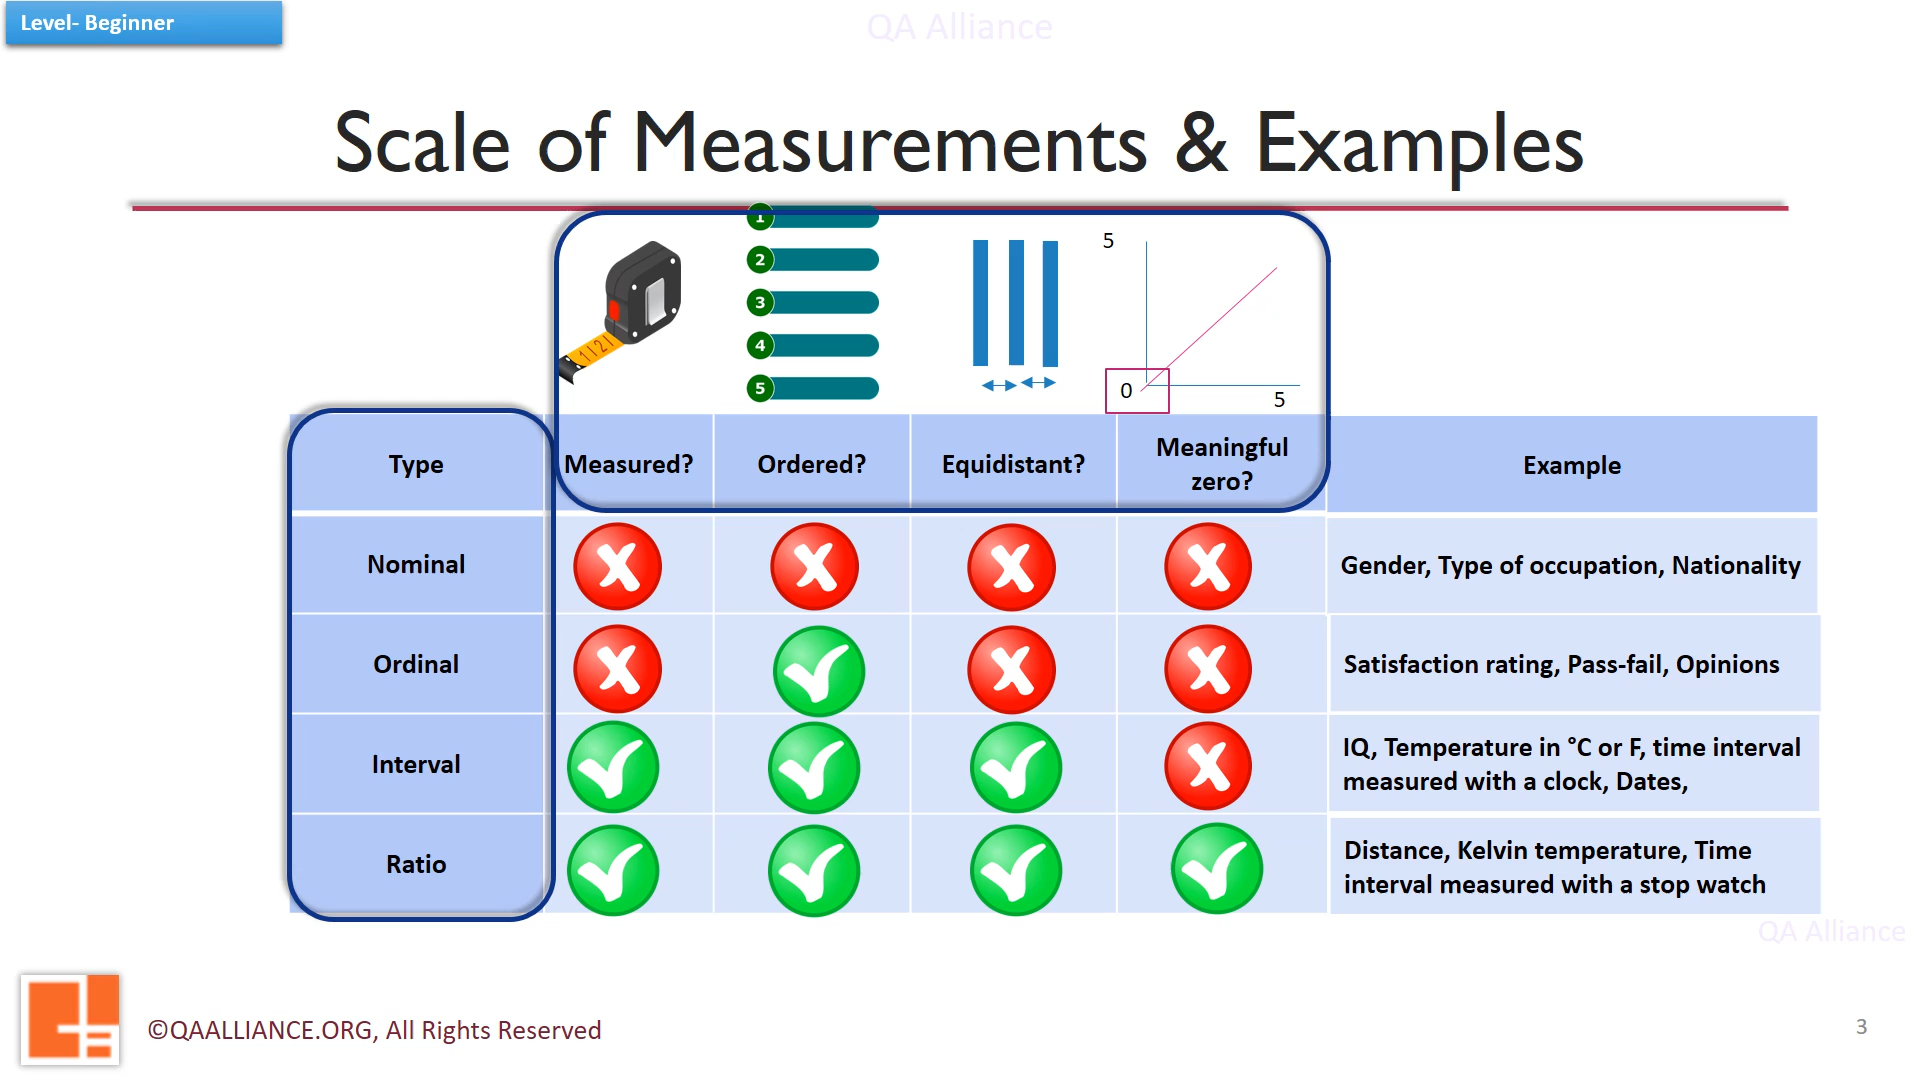 Level- Beginner
QA Alliance
Scale of Measurements & Examples
1
2
3
4
5
5
0
5
Type
Measured?
Ordered?
Equidistant?
Meaningful
zero?
Example
Nominal
Gender, Type of occupation, Nationality
Ordinal
Satisfaction rating, Pass-fail, Opinions
Interval
IQ, Temperature in °C or F, time interval
measured with a clock, Dates,
Ratio
Distance, Kelvin temperature, Time
interval measured with a stop watch
QA Alliance
©QAALLIANCE.ORG, All Rights Reserved
3